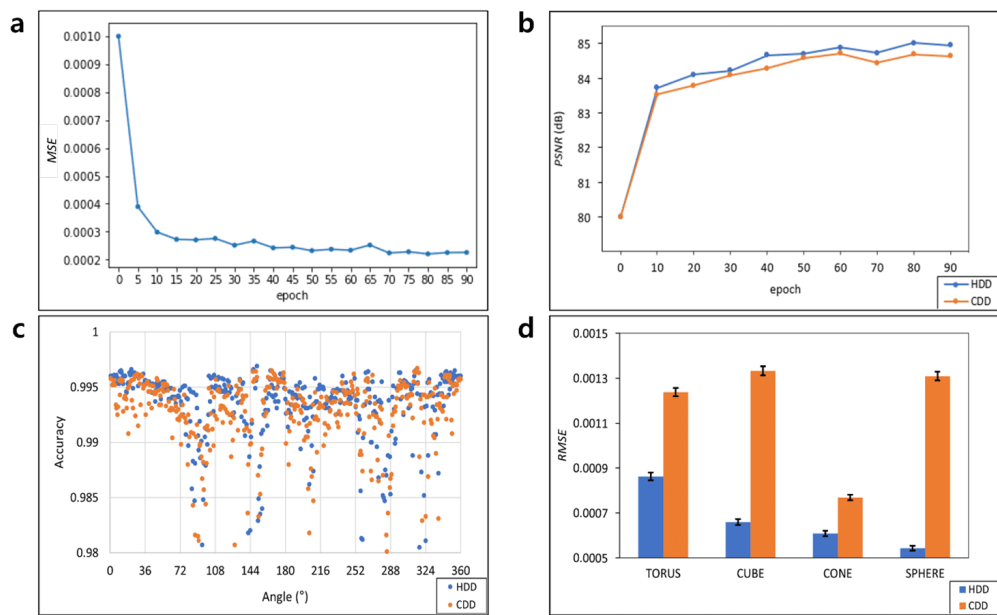 a
0.0010
0.0009
0.0008
0.0007
0.0006
0.0005
0.0004
0.0003
0.0002
MSE
0 5 10 15 20 25 30 35 40 45 50 55 60 65 70 75 80 85 90
epoch
b
85
84
83
82
81
80
PSNR (dB)
0 10 20 30 40 50 60 70 80 90
epoch
HDD
CDD
c
1
0.995
0.99
0.985
0.98
Accuracy
0 36 72 108 144 180 216 252 288 324 360
Angle (°)
HDD
CDD
d
0.0015
0.0013
0.0011
0.0009
0.0007
0.0005
RMSE
TORUS CUBE CONE SPHERE
HDD
CDD